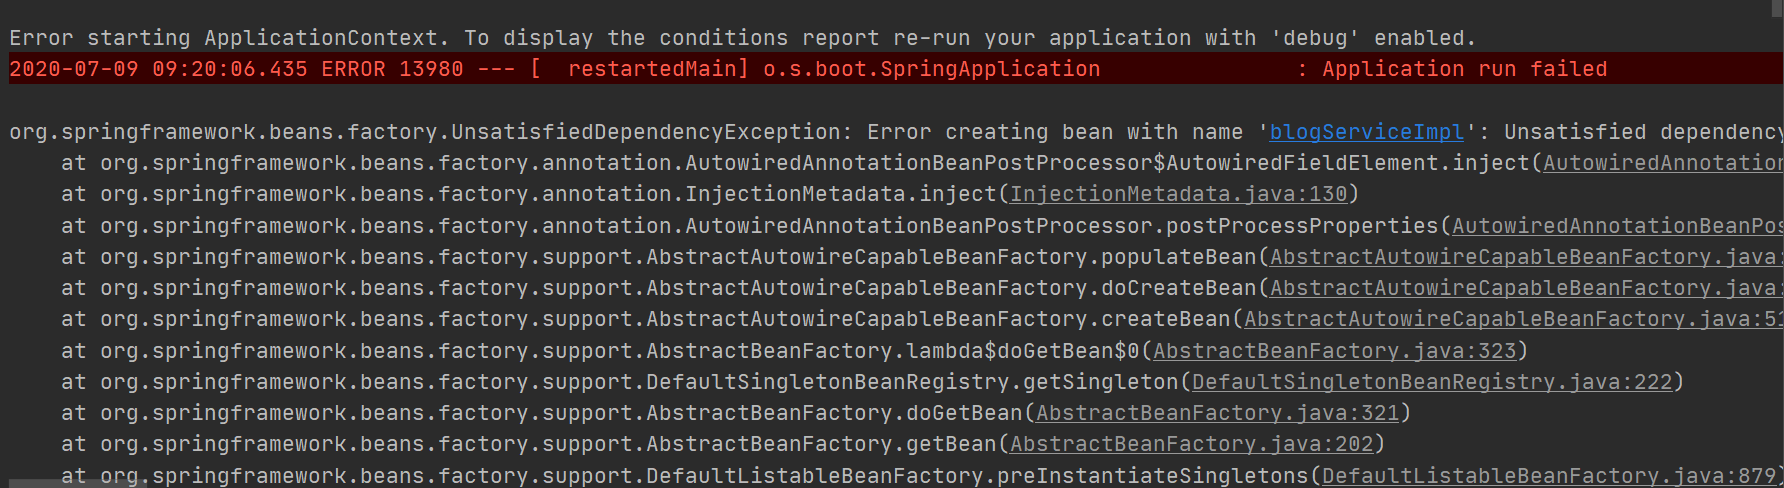 Error starting ApplicationContext. To display the conditions report re-run your application with 'debug' enabled.
2020-07-09 09:20:06.435 ERROR 13980 --- [  restartedMain] o.s.boot.SpringApplication               : Application run failed
org.springframework.beans.factory.UnsatisfiedDependencyException: Error creating bean with name 'blogServiceImpl': Unsatisfied dependency
at org.springframework.beans.factory.annotation.AutowiredAnnotationBeanPostProcessor$AutowiredFieldElement.inject(AutowiredAnnotation
at org.springframework.beans.factory.annotation.InjectionMetadata.inject(InjectionMetadata.java:130)
at org.springframework.beans.factory.annotation.AutowiredAnnotationBeanPostProcessor.postProcessProperties(AutowiredAnnotationBeanPos
at org.springframework.beans.factory.support.AbstractAutowireCapableBeanFactory.populateBean(AbstractAutowireCapableBeanFactory.java:
at org.springframework.beans.factory.support.AbstractAutowireCapableBeanFactory.doCreateBean(AbstractAutowireCapableBeanFactory.java:
at org.springframework.beans.factory.support.AbstractAutowireCapableBeanFactory.createBean(AbstractAutowireCapableBeanFactory.java:51
at org.springframework.beans.factory.support.AbstractBeanFactory.lambda$doGetBean$0(AbstractBeanFactory.java:323)
at org.springframework.beans.factory.support.DefaultSingletonBeanRegistry.getSingleton(DefaultSingletonBeanRegistry.java:222)
at org.springframework.beans.factory.support.AbstractBeanFactory.doGetBean(AbstractBeanFactory.java:321)
at org.springframework.beans.factory.support.AbstractBeanFactory.getBean(AbstractBeanFactory.java:202)
at org.springframework.beans.factory.support.DefaultListableBeanFactory.preInstantiateSingletons(DefaultListableBeanFactory.java:879)